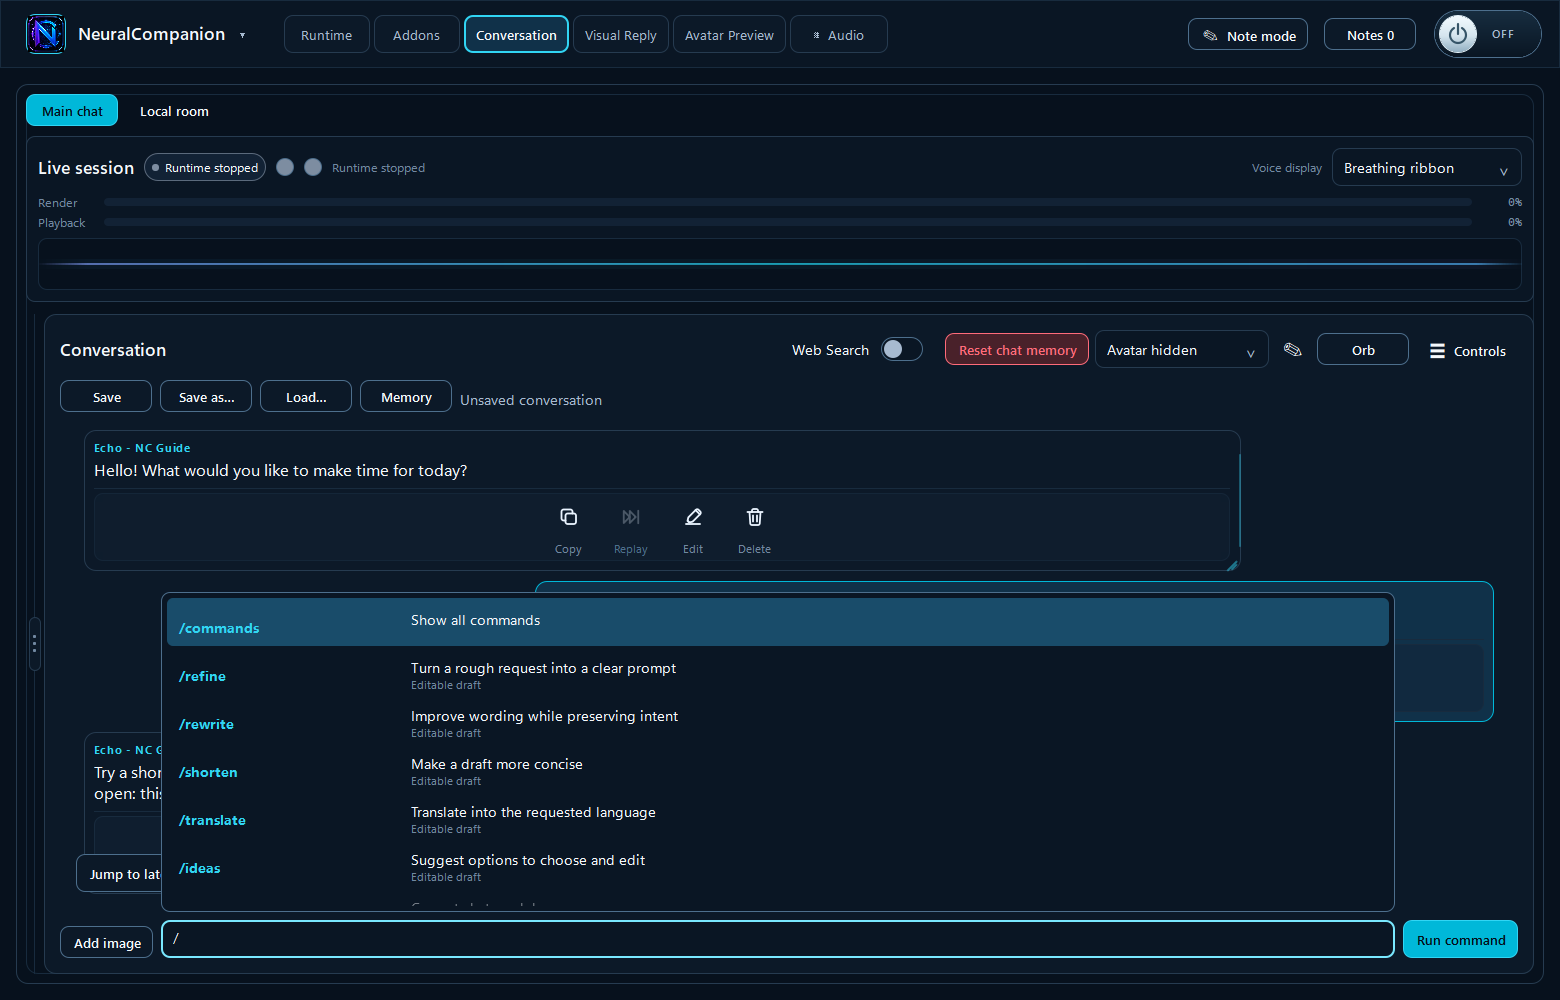 NeuralCompanion
Runtime
Addons
Conversation
Visual Reply
Avatar Preview
Audio
Note mode
Notes 0
OFF
Main chat
Local room
Live session
Runtime stopped
Runtime stopped
Voice display
Breathing ribbon
Render
0%
Playback
0%
Conversation
Web Search
Reset chat memory
Avatar hidden
Orb
Controls
Save
Save as...
Load...
Memory
Unsaved conversation
Echo - NC Guide
Hello! What would you like to make time for today?
Copy
Replay
Edit
Delete
/commands
Show all commands
/refine
Turn a rough request into a clear prompt
Editable draft
/rewrite
Improve wording while preserving intent
Editable draft
/shorten
Make a draft more concise
Editable draft
/translate
Translate into the requested language
Editable draft
/ideas
Suggest options to choose and edit
Editable draft
Echo - NC
Try a
open:
Jump to
Add image
/
Run command